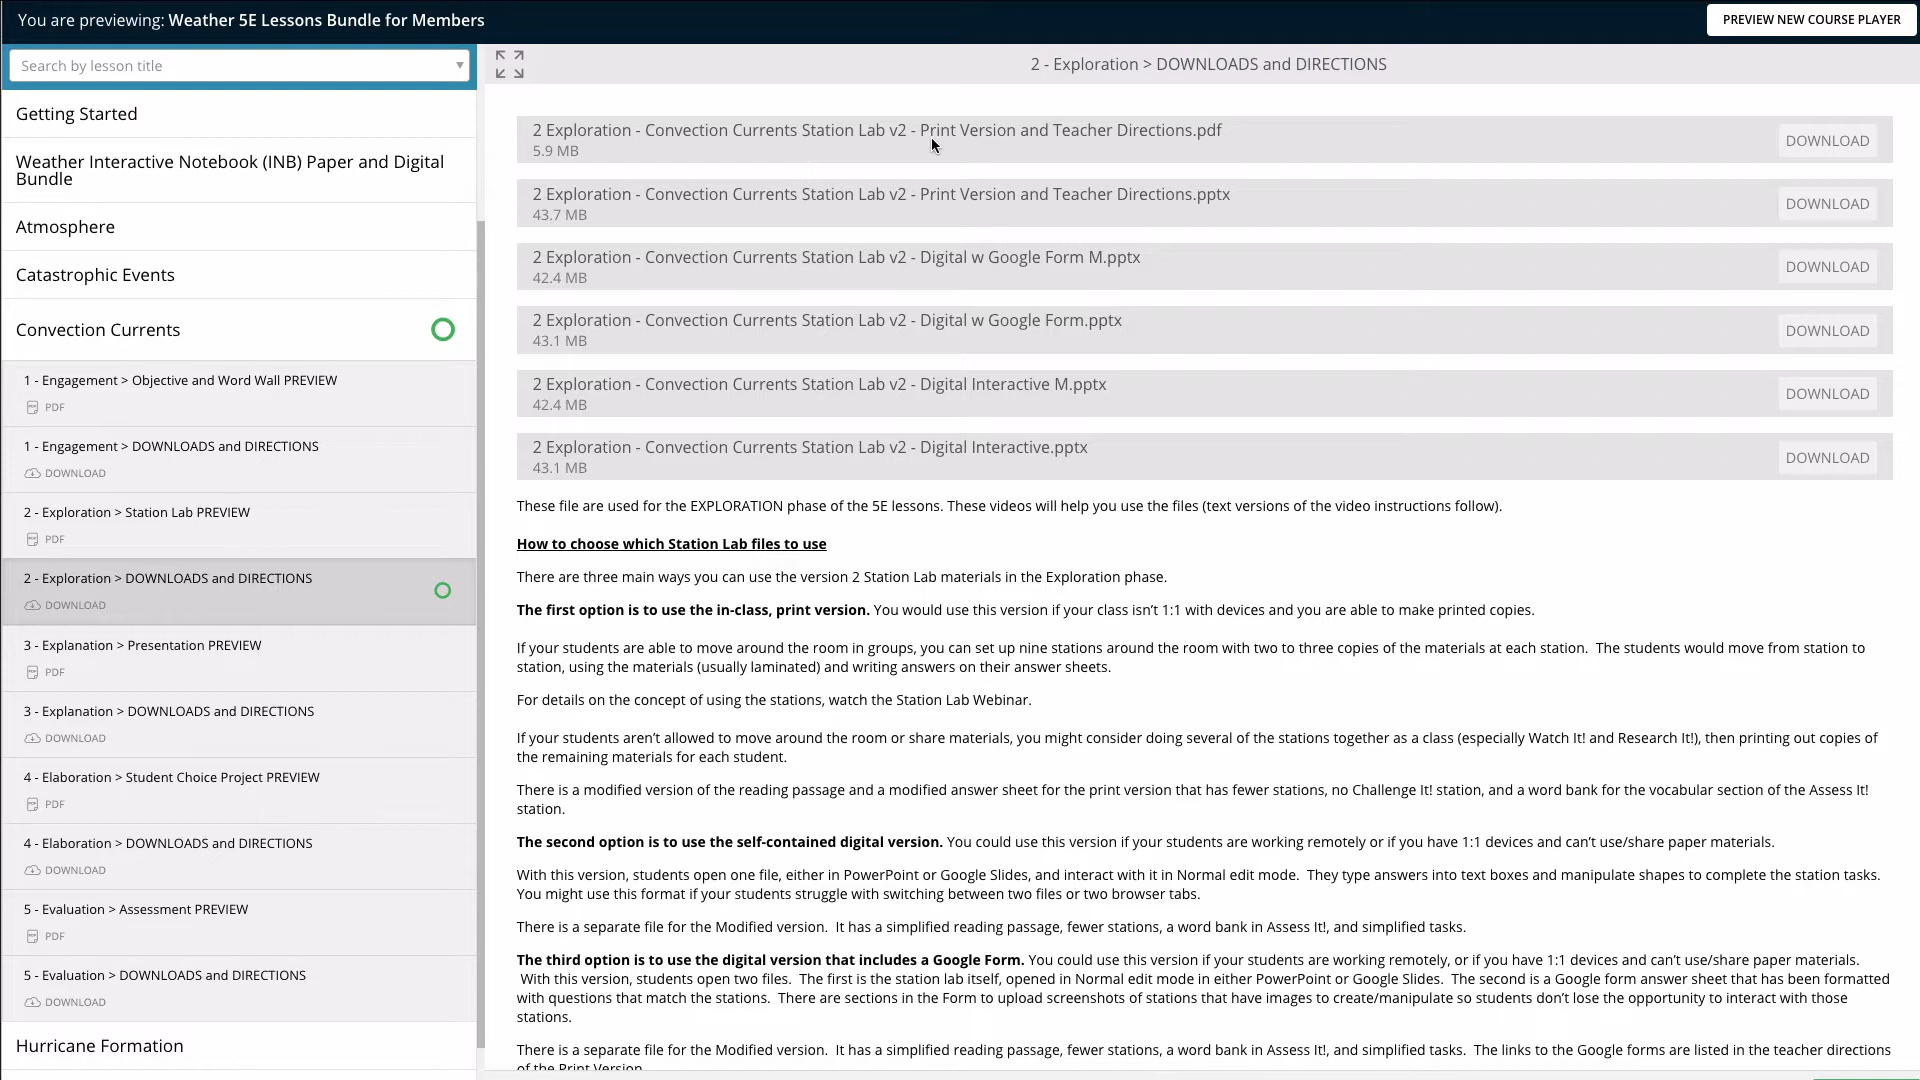 You are previewing: Weather 5E Lessons Bundle for Members
PREVIEW NEW COURSE PLAYER
Search by lesson title
Getting Started
Weather Interactive Notebook (INB) Paper and Digital
Bundle
Atmosphere
Catastrophic Events
Convection Currents
1 - Engagement > Objective and Word Wall PREVIEW
PDF
1 - Engagement > DOWNLOADS and DIRECTIONS
DOWNLOAD
2 - Exploration > Station Lab PREVIEW
PDF
2 - Exploration > DOWNLOADS and DIRECTIONS
DOWNLOAD
3 - Explanation > Presentation PREVIEW
PDF
3 - Explanation > DOWNLOADS and DIRECTIONS
DOWNLOAD
4 - Elaboration > Student Choice Project PREVIEW
PDF
4 - Elaboration > DOWNLOADS and DIRECTIONS
DOWNLOAD
5 - Evaluation > Assessment PREVIEW
PDF
5 - Evaluation > DOWNLOADS and DIRECTIONS
DOWNLOAD
Hurricane Formation
2 - Exploration > DOWNLOADS and DIRECTIONS
2 Exploration - Convection Currents Station Lab v2 - Print Version and Teacher Directions.pdf
5.9 MB
DOWNLOAD
2 Exploration - Convection Currents Station Lab v2 - Print Version and Teacher Directions.pptx
43.7 MB
DOWNLOAD
2 Exploration - Convection Currents Station Lab v2 - Digital w Google Form M.pptx
42.4 MB
DOWNLOAD
2 Exploration - Convection Currents Station Lab v2 - Digital w Google Form.pptx
43.1 MB
DOWNLOAD
2 Exploration - Convection Currents Station Lab v2 - Digital Interactive M.pptx
42.4 MB
DOWNLOAD
2 Exploration - Convection Currents Station Lab v2 - Digital Interactive.pptx
43.1 MB
DOWNLOAD
These file are used for the EXPLORATION phase of the 5E lessons. These videos will help you use the files (text versions of the video instructions follow).
How to choose which Station Lab files to use
There are three main ways you can use the version 2 Station Lab materials in the Exploration phase.
The first option is to use the in-class, print version. You would use this version if your class isn't 1:1 with devices and you are able to make printed copies.
If your students are able to move around the room in groups, you can set up nine stations around the room with two to three copies of the materials at each station. The students would move from station to
station, using the materials (usually laminated) and writing answers on their answer sheets.
For details on the concept of using the stations, watch the Station Lab Webinar.
If your students aren't allowed to move around the room or share materials, you might consider doing several of the stations together as a class (especially Watch It! and Research It!), then printing out copies of
the remaining materials for each student.
There is a modified version of the reading passage and a modified answer sheet for the print version that has fewer stations, no Challenge It! station, and a word bank for the vocabular section of the Assess It!
station.
The second option is to use the self-contained digital version. You could use this version if your students are working remotely or if you have 1:1 devices and can't use/share paper materials.
With this version, students open one file, either in PowerPoint or Google Slides, and interact with it in Normal edit mode. They type answers into text boxes and manipulate shapes to complete the station tasks.
You might use this format if your students struggle with switching between two files or two browser tabs.
There is a separate file for the Modified version. It has a simplified reading passage, fewer stations, a word bank in Assess It!, and simplified tasks.
The third option is to use the digital version that includes a Google Form. You could use this version if your students are working remotely, or if you have 1:1 devices and can't use/share paper materials.
With this version, students open two files. The first is the station lab itself, opened in Normal edit mode in either PowerPoint or Google Slides. The second is a Google form answer sheet that has been formatted
with questions that match the stations. There are sections in the Form to upload screenshots of stations that have images to create/manipulate so students don't lose the opportunity to interact with those
stations.
There is a separate file for the Modified version. It has a simplified reading passage, fewer stations, a word bank in Assess It!, and simplified tasks. The links to the Google forms are listed in the teacher directions
of the Print Version.